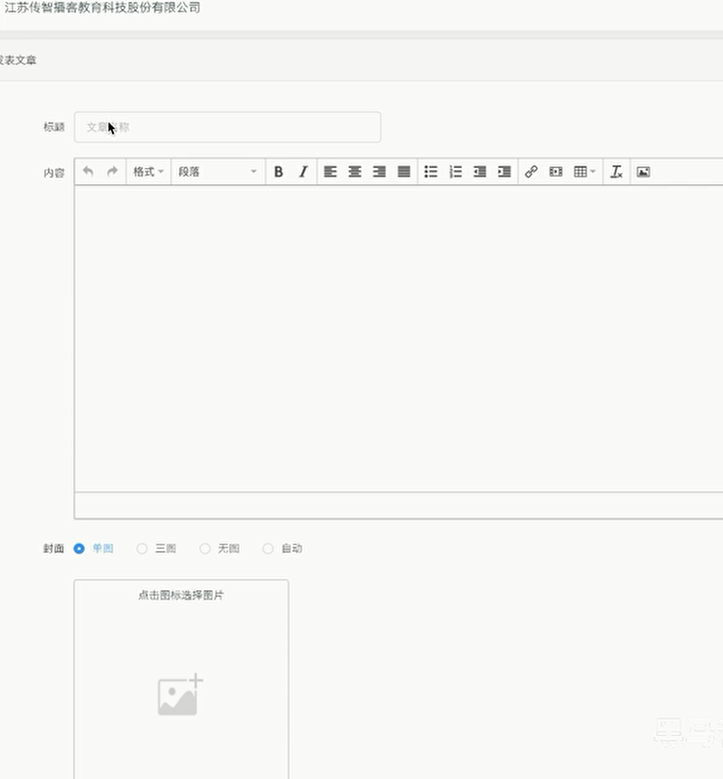 江苏传智播客教育科技股份有限公司
发表文章
标题 文章名称
内容 格式 段落 B I
封面 单图 三图 无图 自动
点击图标选择图片